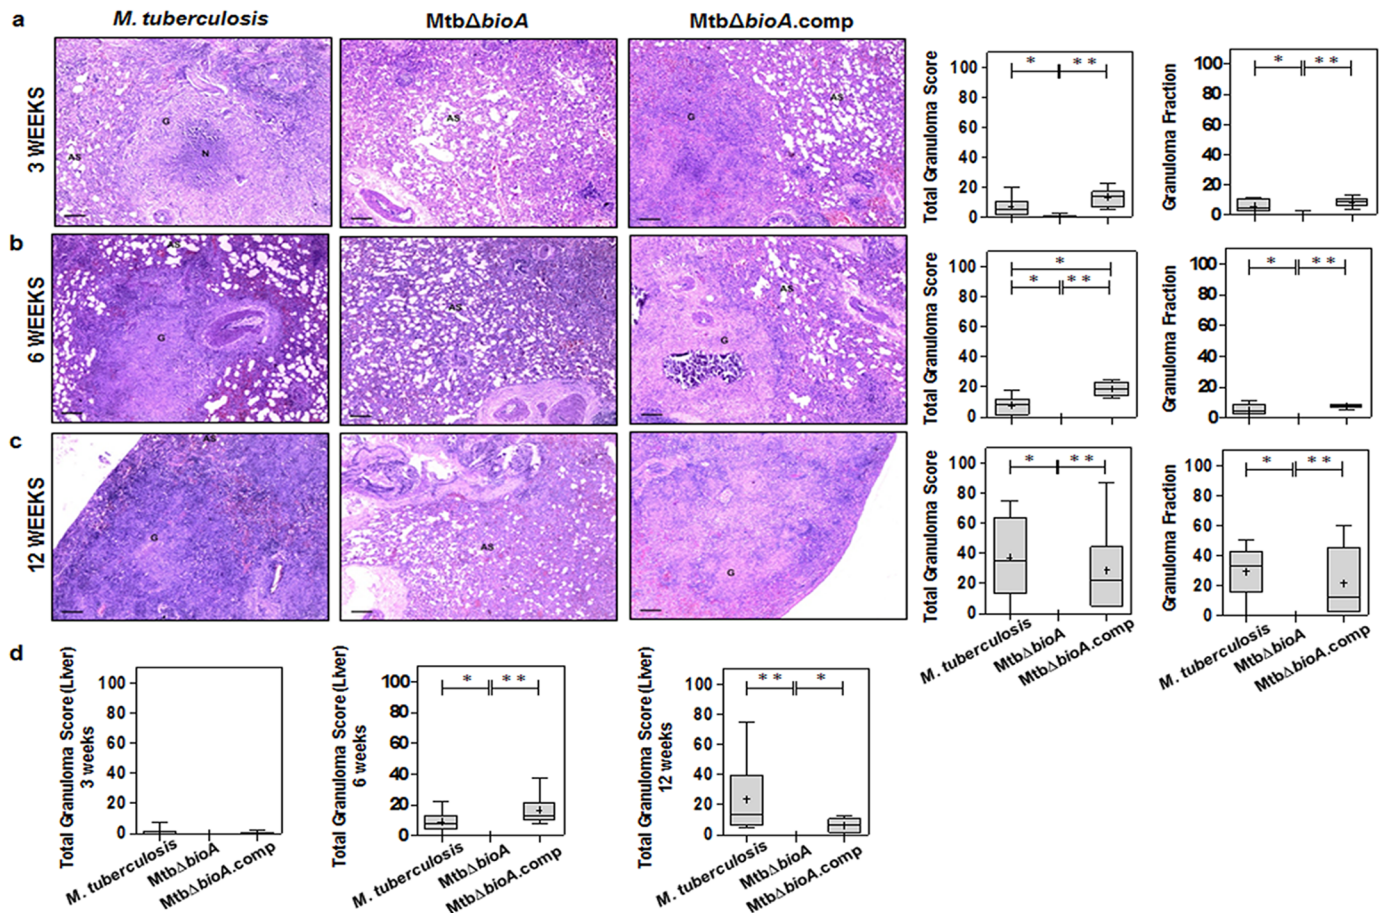 a
M. tuberculosis
MtbΔbioA
MtbΔbioA.comp
3 WEEKS
AS
G
N
AS
G
AS
Total Granuloma Score
100
80
60
40
20
0
* **
Granuloma Fraction
100
80
60
40
20
0
* **
b
6 WEEKS
AS
G
AS
AS
G
Total Granuloma Score
100
80
60
40
20
0
*
* **
Granuloma Fraction
100
80
60
40
20
0
* **
c
12 WEEKS
AS
G
AS
G
Total Granuloma Score
100
80
60
40
20
0
* **
M. tuberculosis
MtbΔbioA
MtbΔbioA.comp
Granuloma Fraction
100
80
60
40
20
0
* **
M. tuberculosis
MtbΔbioA
MtbΔbioA.comp
d
Total Granuloma Score (Liver)
3 weeks
100
80
60
40
20
0
M. tuberculosis
MtbΔbioA
MtbΔbioA.comp
Total Granuloma Score (Liver)
6 weeks
100
80
60
40
20
0
* **
M. tuberculosis
MtbΔbioA
MtbΔbioA.comp
Total Granuloma Score (Liver)
12 weeks
100
80
60
40
20
0
** *
M. tuberculosis
MtbΔbioA
MtbΔbioA.comp